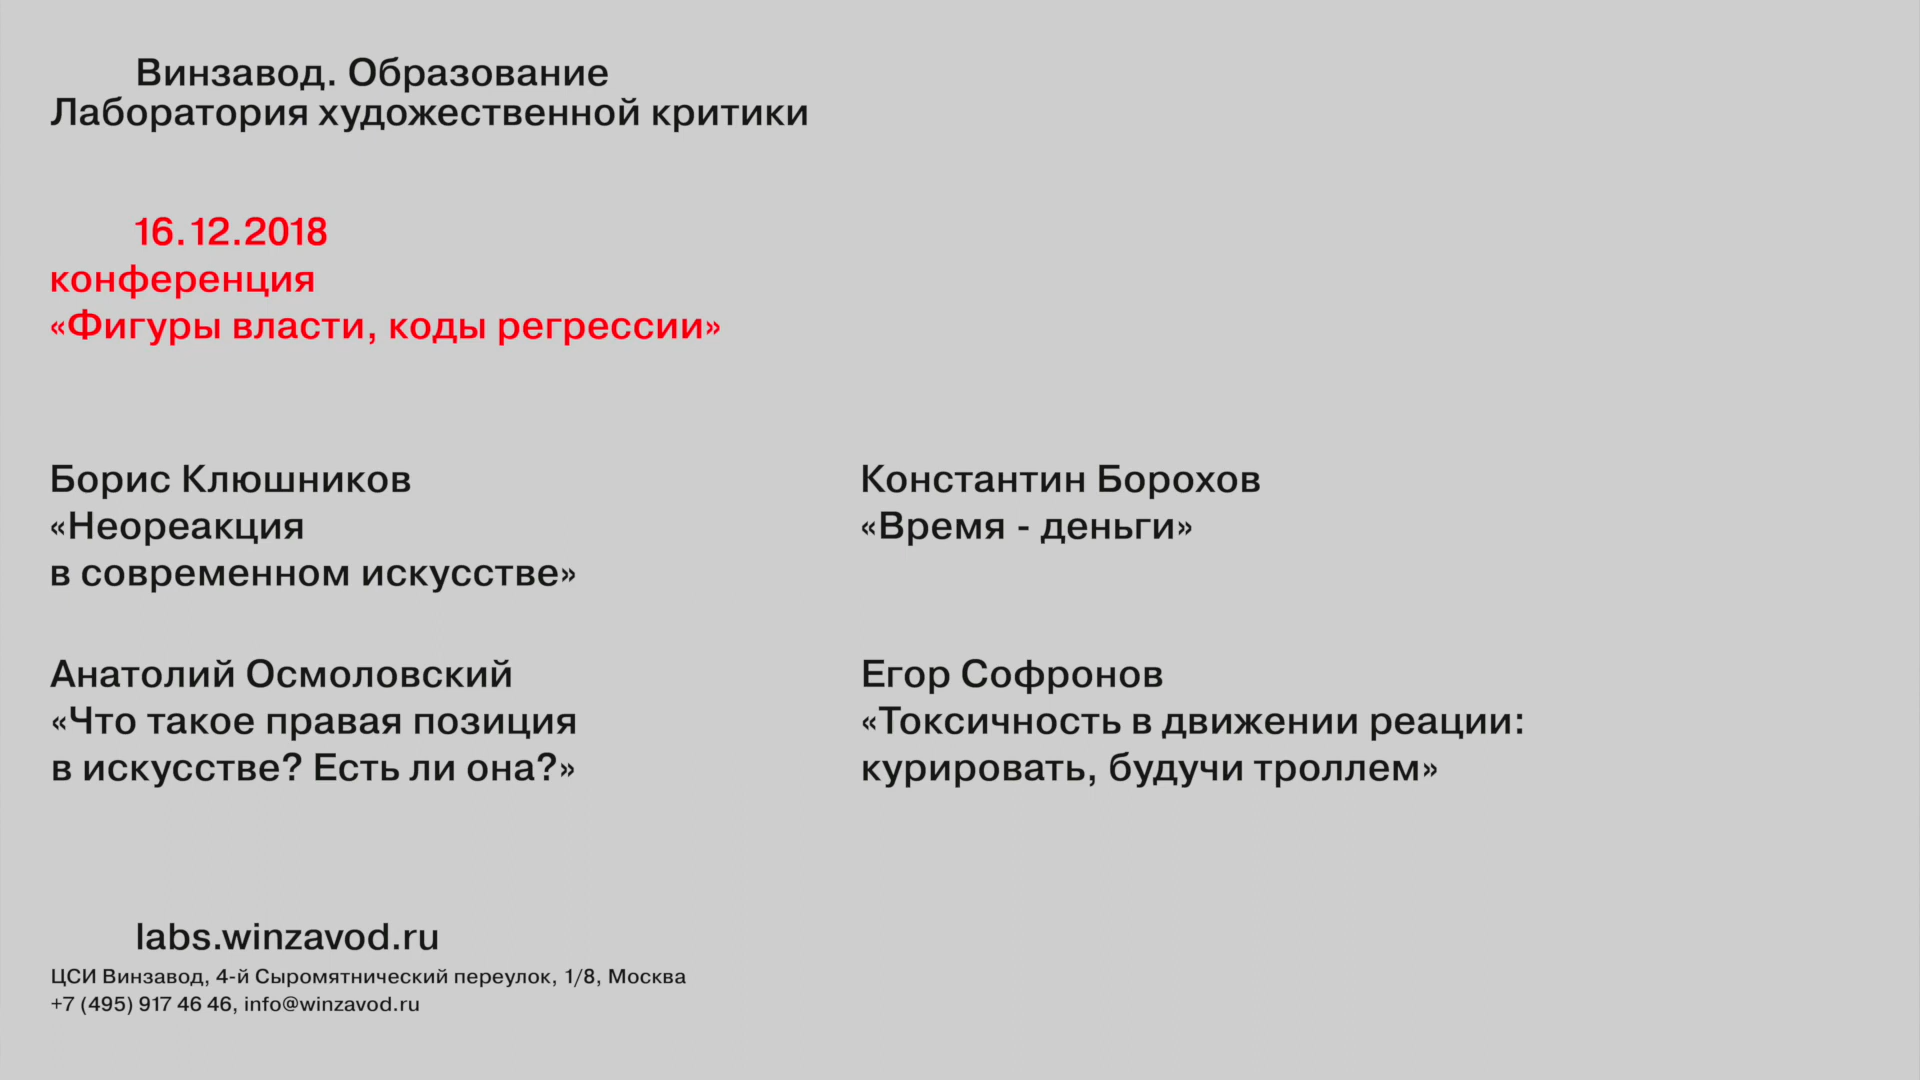 Винзавод. Образование
Лаборатория художественной критики
16.12.2018
конференция
«Фигуры власти, коды регрессии»
Борис Клюшников
«Неореакция
в современном искусстве»
Константин Борохов
«Время - деньги»
Анатолий Осмоловский
«Что такое правая позиция
в искусстве? Есть ли она?»
Егор Софронов
«Токсичность в движении реации:
курировать, будучи троллем»
labs.winzavod.ru
ЦСИ Винзавод, 4-й Сыромятнический переулок, 1/8, Москва
+7 (495) 917 46 46, info@winzavod.ru